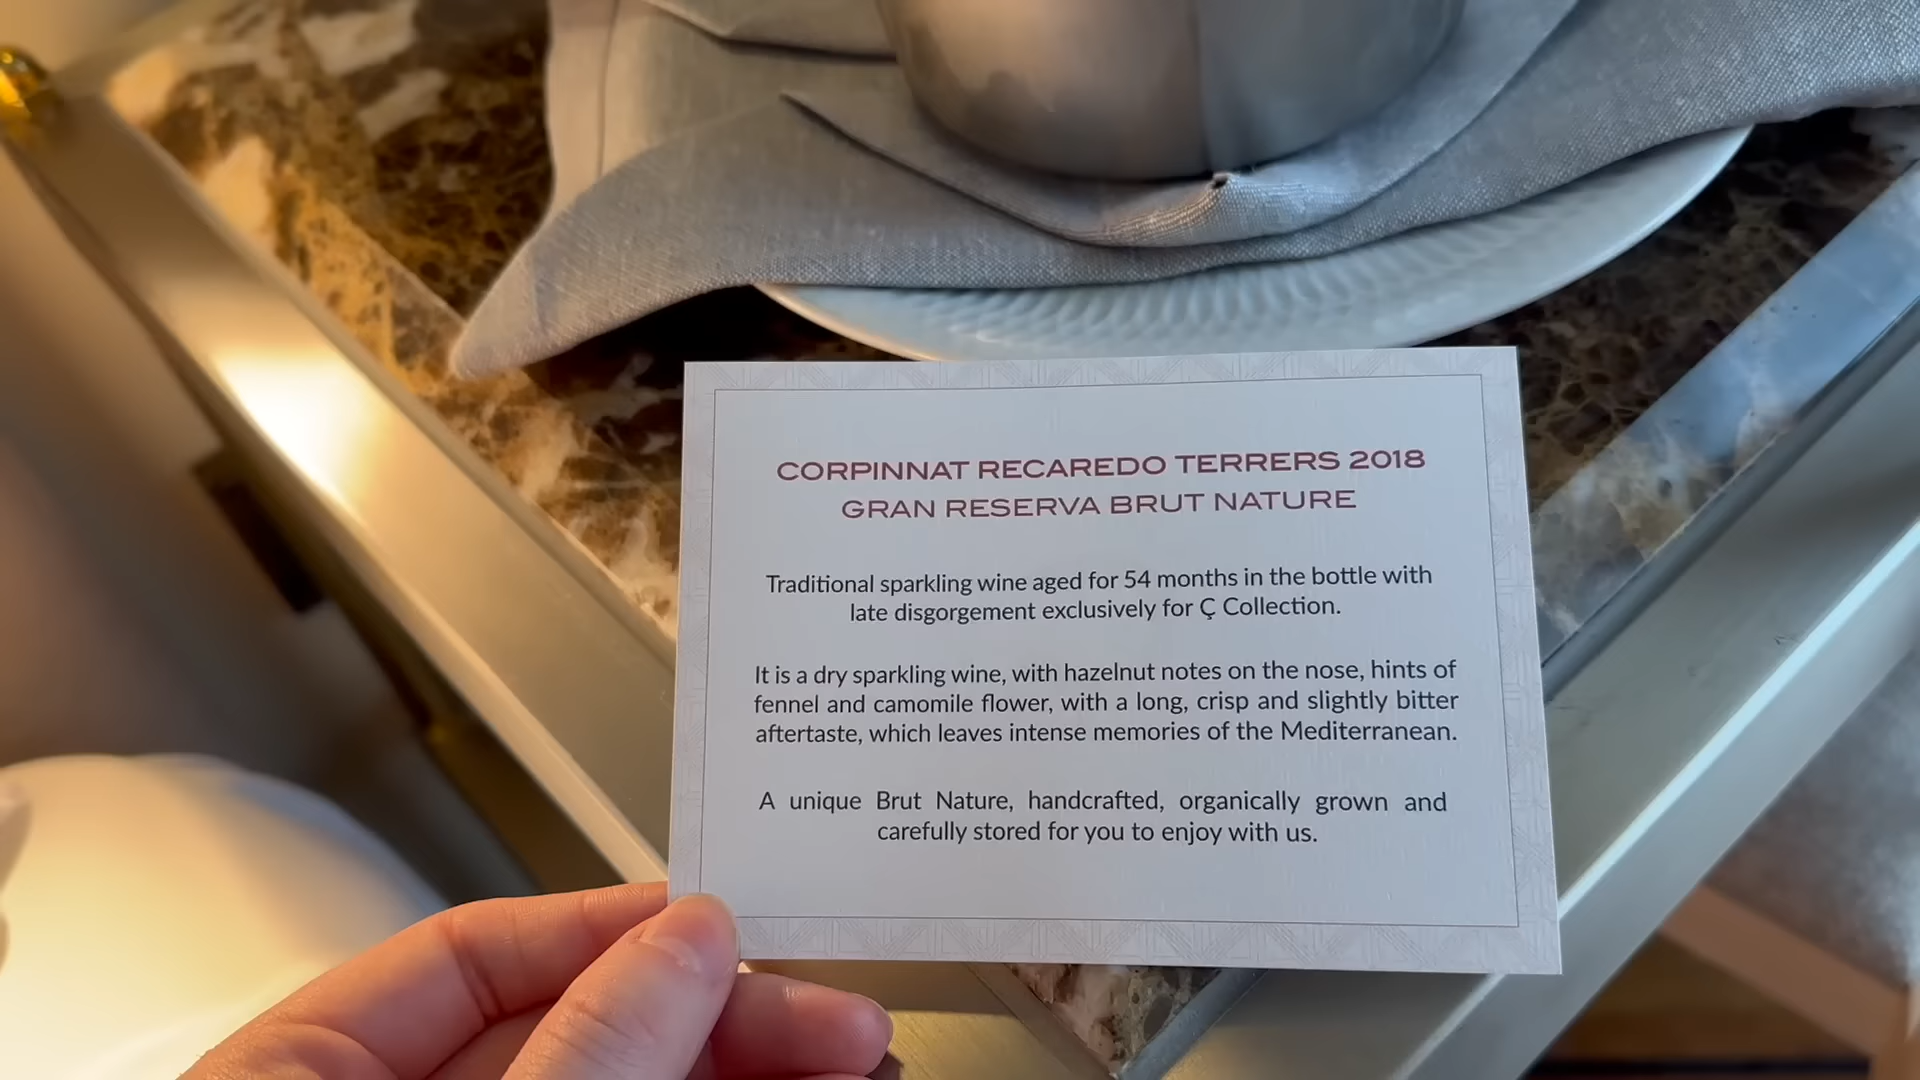 CORPINNAT RECAREDO TERRERS 2018
GRAN RESERVA BRUT NATURE
Traditional sparkling wine aged for 54 months in the bottle with
late disgorgement exclusively for Ç Collection.
It is a dry sparkling wine, with hazelnut notes on the nose, hints of
fennel and camomile flower, with a long, crisp and slightly bitter
aftertaste, which leaves intense memories of the Mediterranean.
A unique Brut Nature, handcrafted, organically grown and
carefully stored for you to enjoy with us.